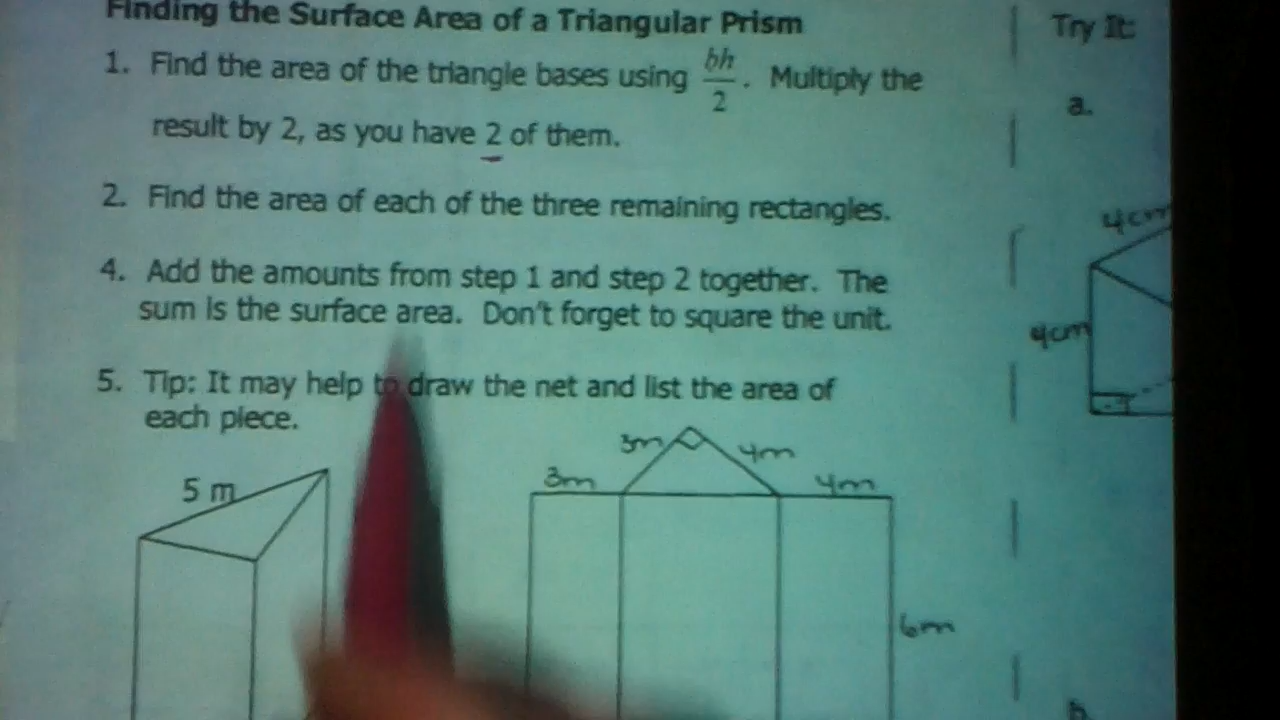 Finding the Surface Area of a Triangular Prism
1. Find the area of the triangle bases using bh/2. Multiply the
result by 2, as you have 2 of them.
2. Find the area of each of the three remaining rectangles.
4. Add the amounts from step 1 and step 2 together. The
sum is the surface area. Don't forget to square the unit.
5. Tip: It may help to draw the net and list the area of
each piece.
5 m
3m
4m
3m
4m
6m
Try It:
a.
4cm
4cm
b